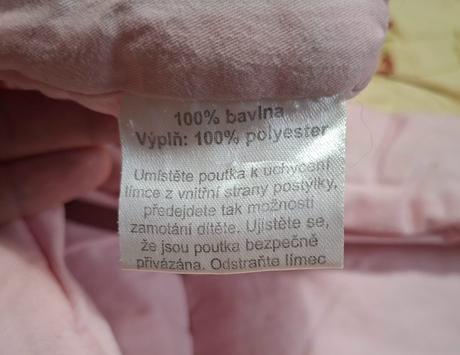 100% bavlna
Výplň: 100% polyester
Umístěte poutka k uchycení
límce z vnitřní strany postýlky,
předejdete tak možnosti
zamotání dítěte. Ujistěte se,
že jsou poutka bezpečně
přivázána. Odstraňte límec